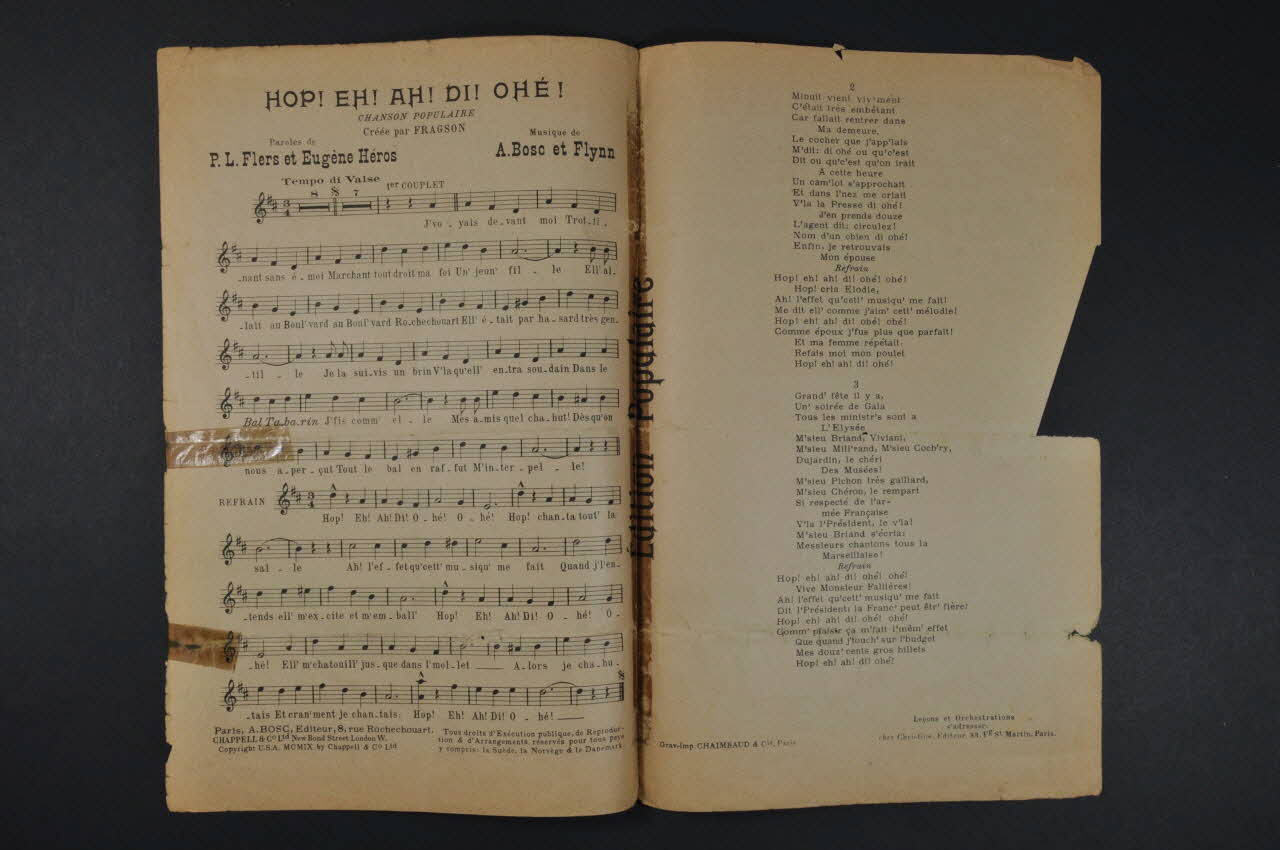 HOP! EH! AH! DI! OHÉ!
CHANSON POPULAIRE
Créée par FRAGSON
Paroles de
P. L. Flers et Eugène Héros
Musique de
A. Bosc et Flynn
Tempo di Valse
8 7 1er COUPLET
J'vo - yais de - vant moi Trot - ti -
- nant sans é - moi Marchant tout droit ma foi Un' jeun' fil - le Ell' al -
- lait au Boul'vard au Boul'vard Rochechouart Ell' é - tait par ha - sard très gen -
- til - le Je la sui - vis un brin V'la qu'ell' en - tra sou - dain Dans le
Bal Ta - ba - rin J'fis comm' el - le Mes a - mis quel cha - hut! Dès qu'on
nous a - per - çut Tout le bal en raf - fut M'in - ter - pel - le!
REFRAIN
Hop! Eh! Ah! Di! O - hé! O - hé! Hop! chan - ta tout' la
sal - le Ah! l'ef - fet qu'cett' mu - siqu' me fait Quand j'l'en -
- tends ell' m'ex - cite et m'em - ball' Hop! Eh! Ah! Di! O - hé! O -
- hé! Ell' m'chatouill' jus - que dans l'mol - let A - lors je cha - hu -
- tais Et cran'ment je chan - tais: Hop! Eh! Ah! Di! O - hé!
Paris, A. BOSC, Editeur, 8, rue Rochechouart.
CHAPPELL & Co Ltd New Bond Street London W.
Copyright U.S.A. MCMIX by Chappell & Co Ltd
Tous droits d'Exécution publique, de Reproduc-
tion & d'Arrangements réservés pour tous pays
y compris: la Suède, la Norvège & le Danemark.
Edition Populaire
2
Minuit vient viv'ment
C'était très embêtant
Car fallait rentrer dans
Ma demeure,
Le cocher que j'app'lais
M'dit: di ohé ou qu'c'est
Dit ou qu'c'est qu'on irait
A cette heure
Un cam'lot s'approchait
Et dans l'nez me criait
V'la la Presse di ohé!
J'en prends douze
L'agent dit: circulez!
Nom d'un chien di ohé!
Enfin, je retrouvais
Mon épouse
Refrain
Hop! eh! ah! di! ohé! ohé!
Hop! cria Elodie,
Ah! l'effet qu'cett' musiqu' me fait!
Me dit ell' comme j'aim' cett' mélodie!
Hop! eh! ah! di! ohé! ohé!
Comme époux j'fus plus que parfait!
Et ma femme répétait
Refais moi mon poulet
Hop! eh! ah! di! ohé!
3
Grand' fête il y a,
Un' soirée de Gala
Tous les ministr's sont a
L'Elysée
M'sieu Briand, Viviani,
M'sieu Mill'rand, M'sieu Coch'ry,
Dujardin, le chéri
Des Musées!
M'sieu Pichon très gaillard,
M'sieu Chéron, le rempart
Si respecté de l'ar-
mée Française
V'la l'Président, le v'la!
M'sieu Briand s'écria:
Messieurs chantons tous la
Marseillaise!
Refrain
Hop! eh! ah! di! ohé! ohé!
Vive Monsieur Fallières!
Ah! l'effet qu'cett' musiqu' me fait
Dit l'Président: la Franc' peut êtr' fière!
Hop! eh! ah! di! ohé! ohé!
Comm' plaisir ça m'fait l'mêm' effet
Que quand j'touch' sur l'budget
Mes douz' cents gros billets
Hop! eh! ah! di! ohé!
Leçons et Orchestrations
s'adresser:
chez Christiné, Editeur, 33, Fg St Martin, Paris.
Grav-Imp. CHAIMBAUD & Cie, Paris